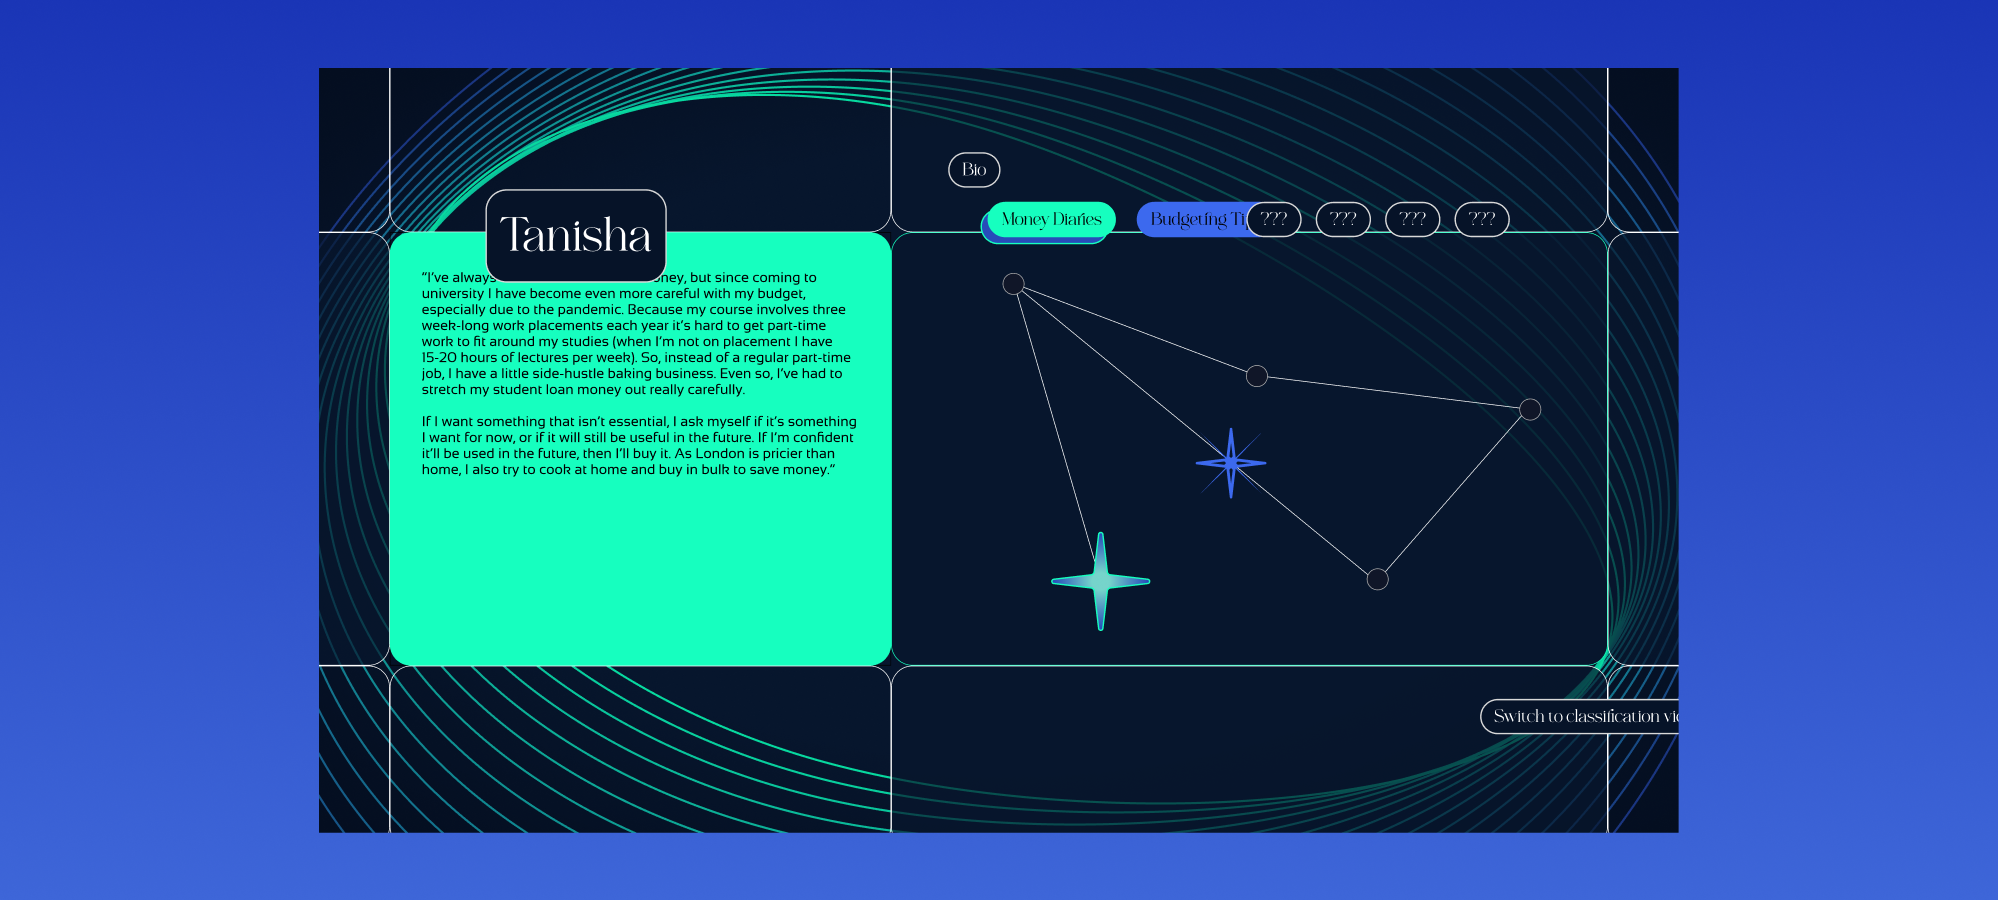 Bio
Money Diaries
Budgeting
???
???
???
???
Tanisha
“I’ve always oney, but since coming to
university I have become even more careful with my budget,
especially due to the pandemic. Because my course involves three
week-long work placements each year it’s hard to get part-time
work to fit around my studies (when I’m not on placement I have
15-20 hours of lectures per week). So, instead of a regular part-time
job, I have a little side-hustle baking business. Even so, I’ve had to
stretch my student loan money out really carefully.
If I want something that isn’t essential, I ask myself if it’s something
I want for now, or if it will still be useful in the future. If I’m confident
it’ll be used in the future, then I’ll buy it. As London is pricier than
home, I also try to cook at home and buy in bulk to save money.”
Switch to classification